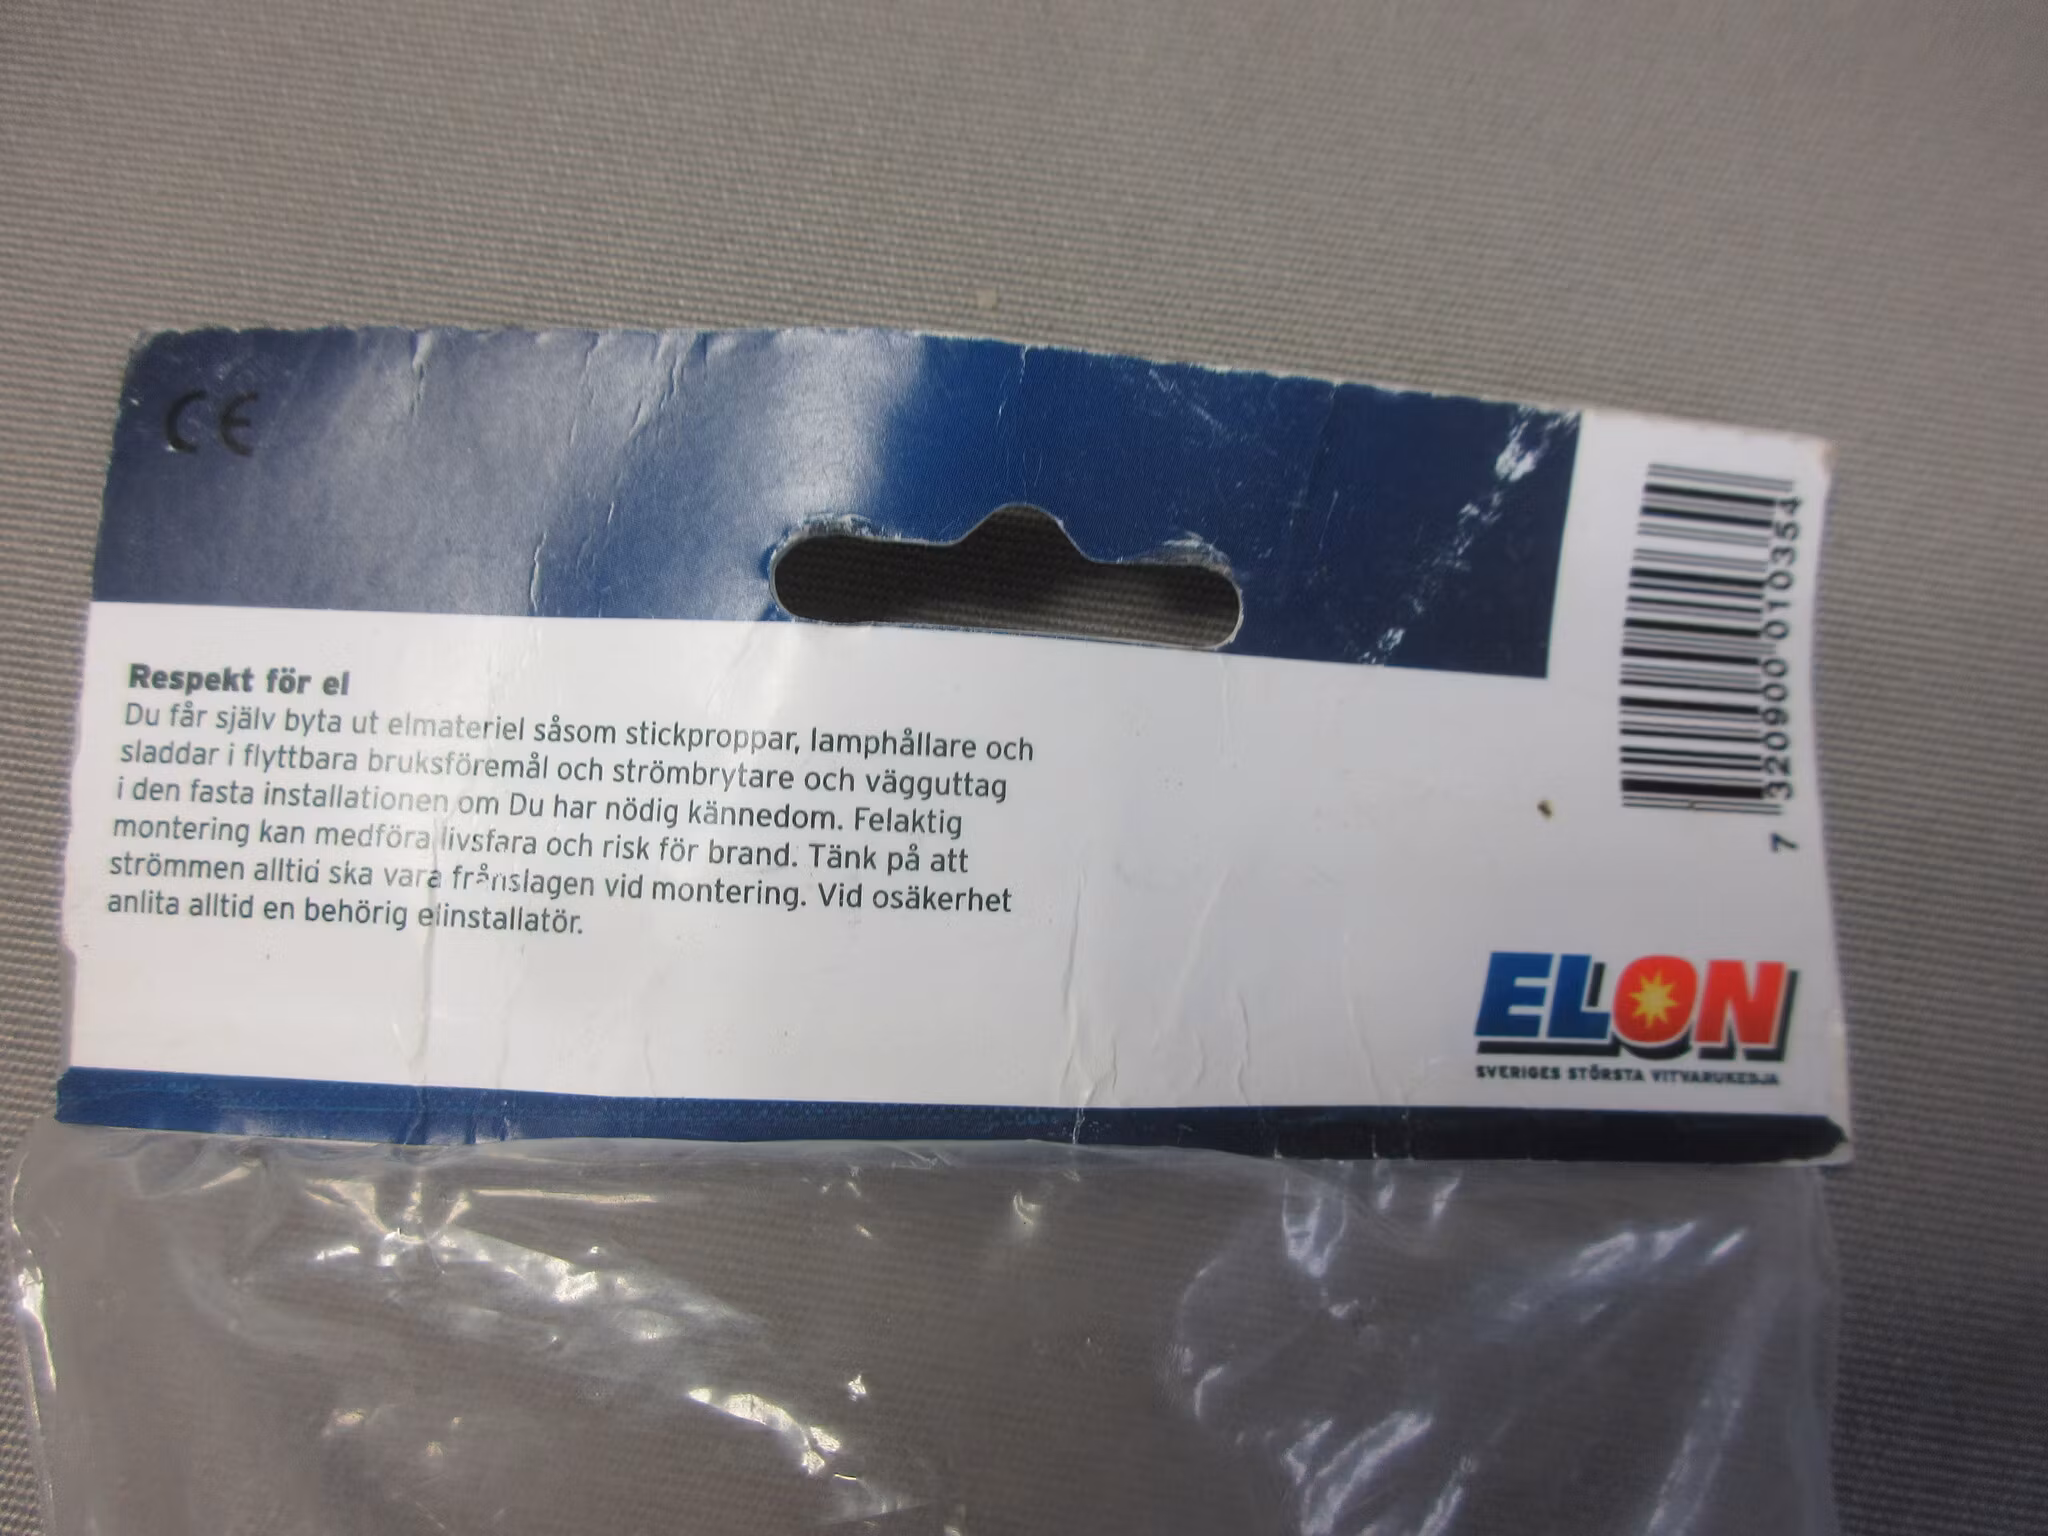 CE
Respekt för el
Du får själv byta ut elmateriel såsom stickproppar, lamphållare och
sladdar i flyttbara bruksföremål och strömbrytare och vägguttag
i den fasta installationen om Du har nödig kännedom. Felaktig
montering kan medföra livsfara och risk för brand. Tänk på att
strömmen alltid ska vara frånslagen vid montering. Vid osäkerhet
anlita alltid en behörig elinstallatör.
7 320900 010354
ELON
SVERIGES STÖRSTA VITVARUKEDJA